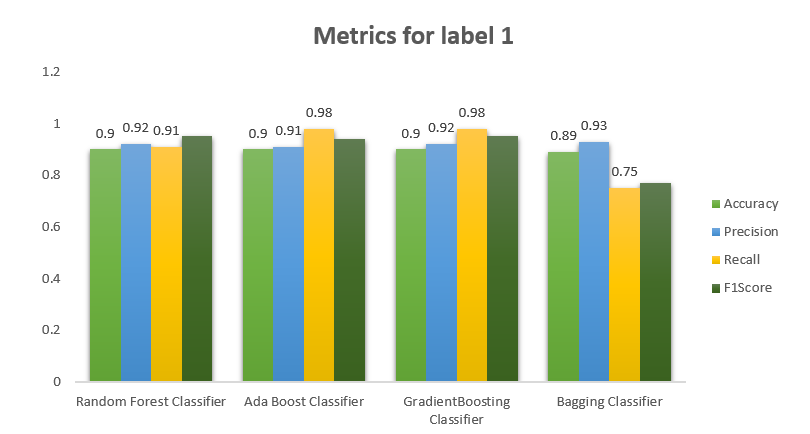 Metrics for label 1
1.2
1
0.8
0.6
0.4
0.2
0
0.9
0.92
0.91
0.9
0.91
0.98
0.9
0.92
0.98
0.89
0.93
0.75
Random Forest Classifier
Ada Boost Classifier
GradientBoosting
Classifier
Bagging Classifier
Accuracy
Precision
Recall
F1Score